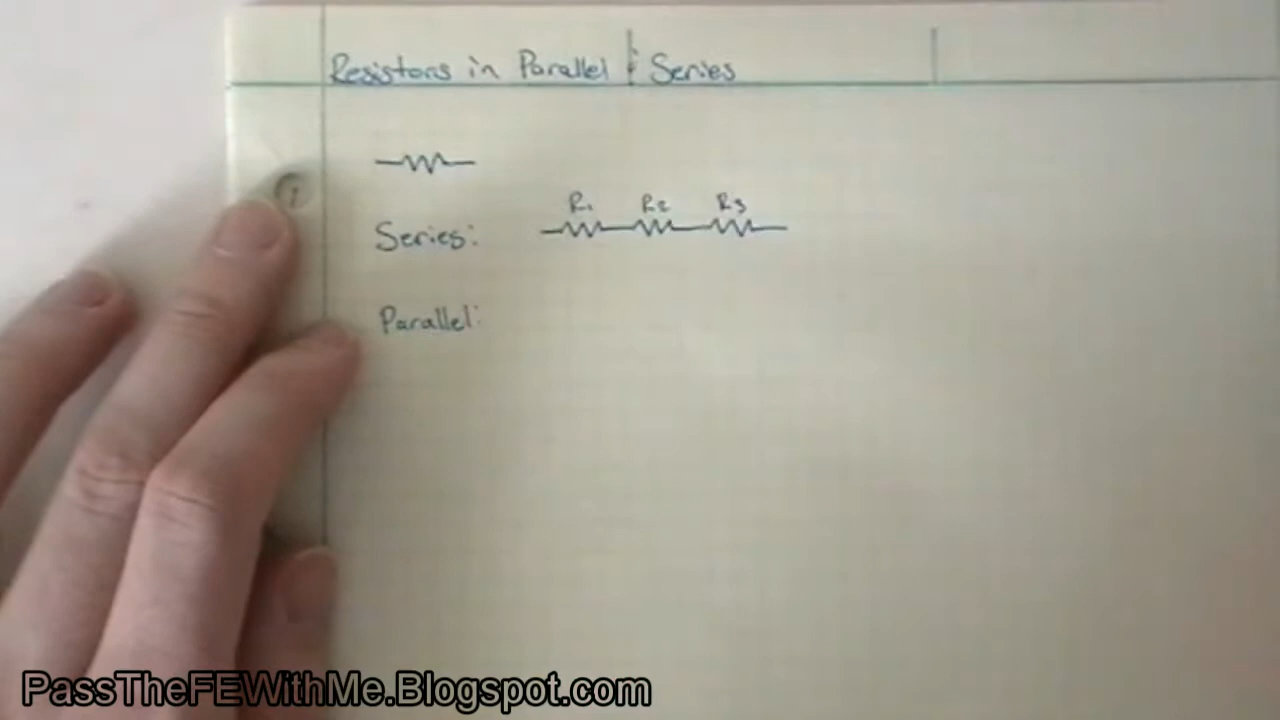 Resistors in Parallel & Series
R1 R2 R3
Series:
Parallel:
PassTheFEWithMe.Blogspot.com